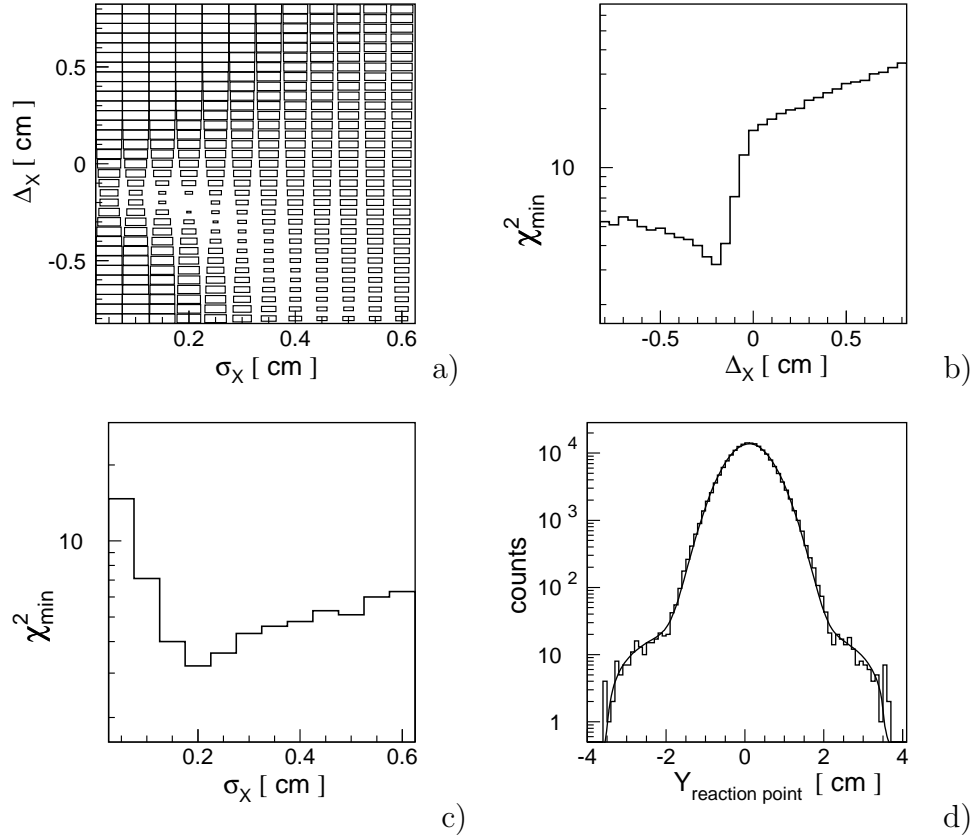 0.5
0
-0.5
Δ_X [ cm ]
0.2 0.4 0.6
σ_X [ cm ]
a)
10
χ²_min
-0.5 0 0.5
Δ_X [ cm ]
b)
10
χ²_min
0.2 0.4 0.6
σ_X [ cm ]
c)
10⁴
10³
10²
10
1
counts
-4 -2 0 2 4
Y_reaction point [ cm ]
d)